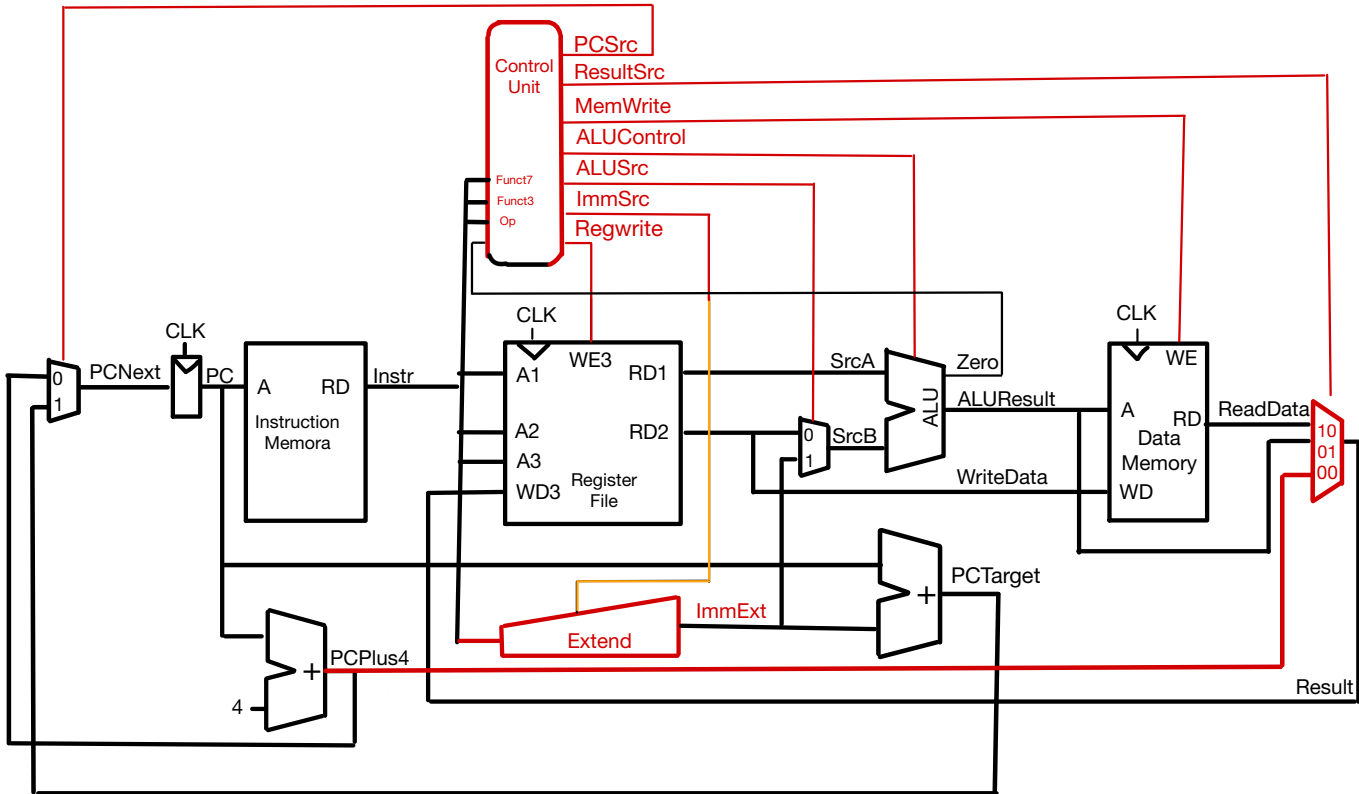 PCSrc
Control
Unit
ResultSrc
MemWrite
ALUControl
ALUSrc
Funct7
Funct3
ImmSrc
Op
Regwrite
CLK
CLK
CLK
PCNext
0
1
PC
A
RD
Instruction
Memora
Instr
WE3
A1
RD1
A2
RD2
A3
WD3
Register
File
SrcA
0
1
SrcB
ALU
Zero
ALUResult
WriteData
WE
A
RD
Data
Memory
WD
ReadData
10
01
00
PCTarget
+
ImmExt
Extend
PCPlus4
+
4
Result